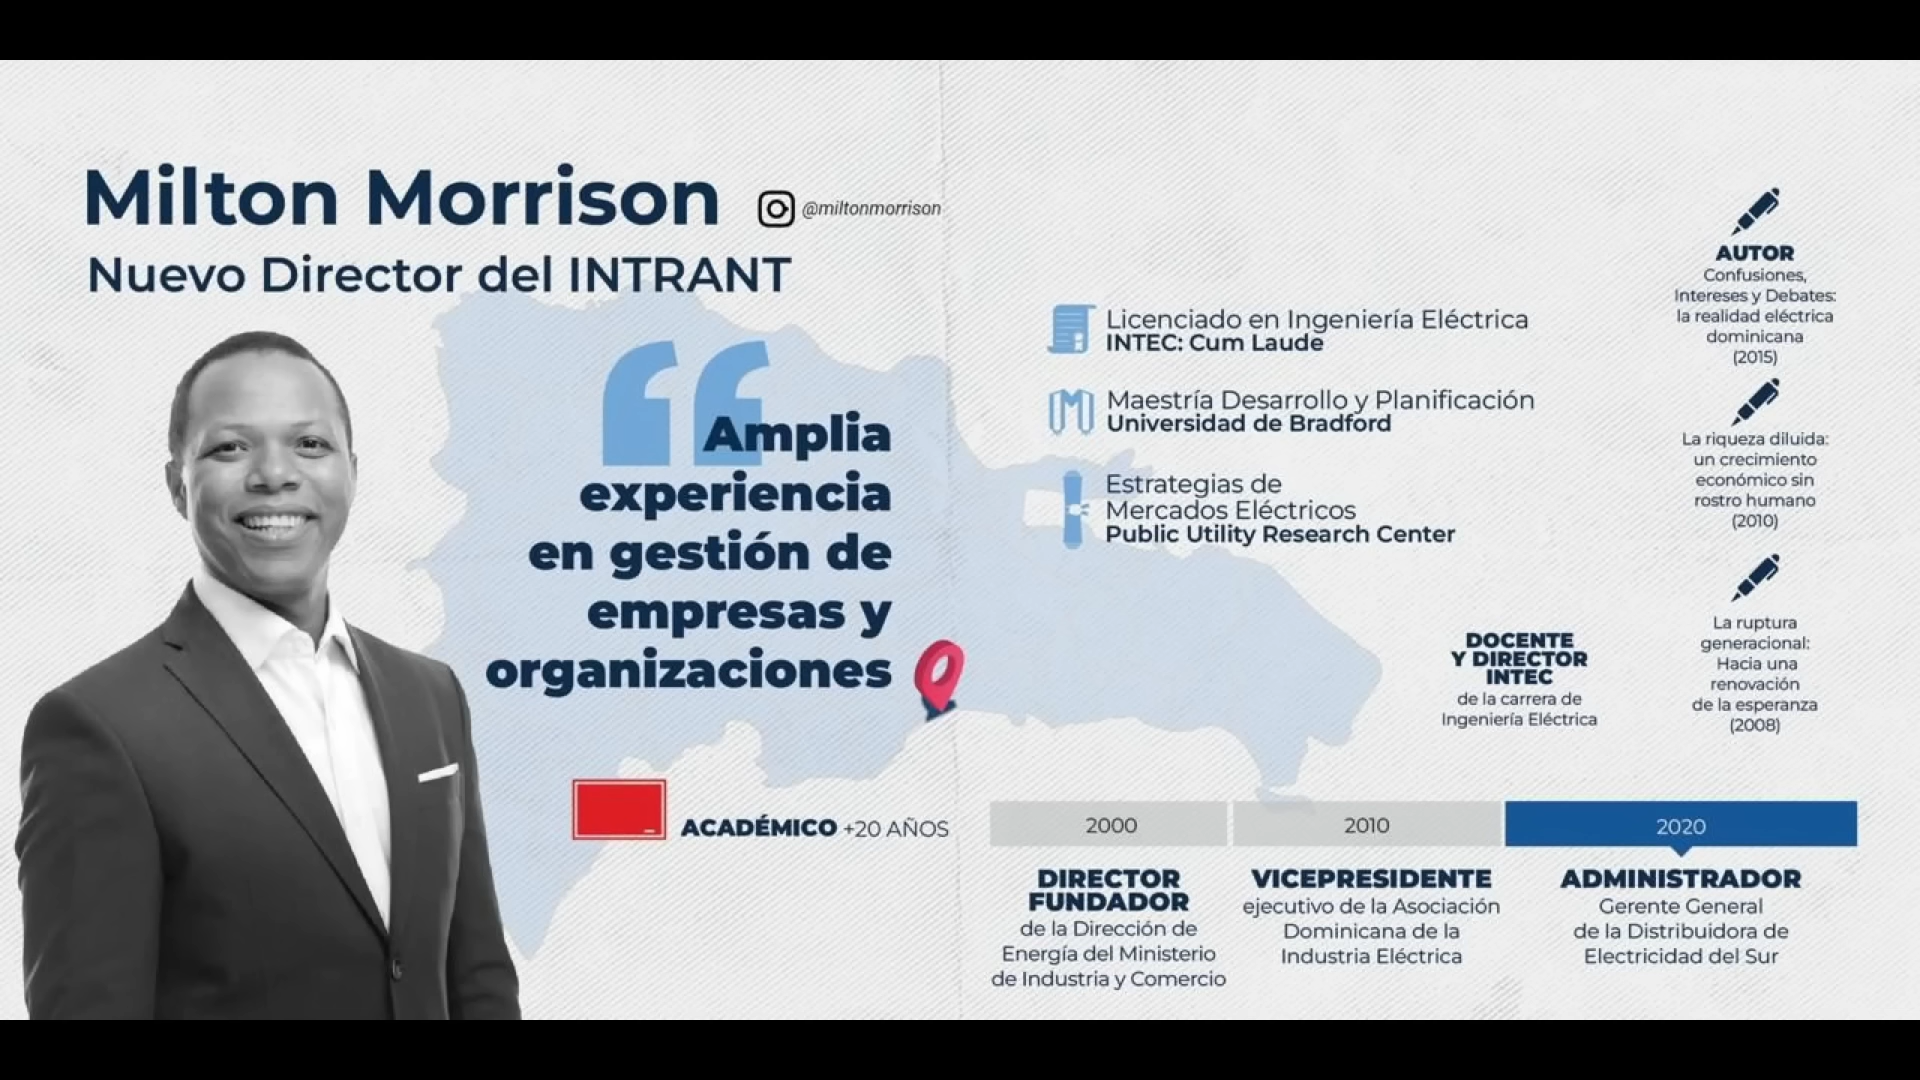 Milton Morrison
@miltonmorrison
Nuevo Director del INTRANT
Amplia
experiencia
en gestión de
empresas y
organizaciones
ACADÉMICO +20 AÑOS
Licenciado en Ingeniería Eléctrica
INTEC: Cum Laude
Maestría Desarrollo y Planificación
Universidad de Bradford
Estrategias de
Mercados Eléctricos
Public Utility Research Center
AUTOR
Confusiones,
Intereses y Debates:
la realidad eléctrica
dominicana
(2015)
La riqueza diluida:
un crecimiento
económico sin
rostro humano
(2010)
La ruptura
generacional:
Hacia una
renovación
de la esperanza
(2008)
DOCENTE
Y DIRECTOR
INTEC
de la carrera de
Ingeniería Eléctrica
2000
DIRECTOR
FUNDADOR
de la Dirección de
Energía del Ministerio
de Industria y Comercio
2010
VICEPRESIDENTE
ejecutivo de la Asociación
Dominicana de la
Industria Eléctrica
2020
ADMINISTRADOR
Gerente General
de la Distribuidora de
Electricidad del Sur